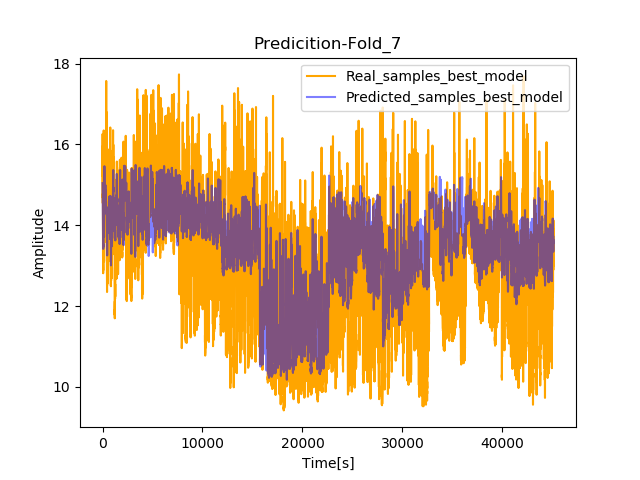 Predicition-Fold_7
Real_samples_best_model
Predicted_samples_best_model
Amplitude
18
16
14
12
10
0
10000
20000
30000
40000
Time[s]